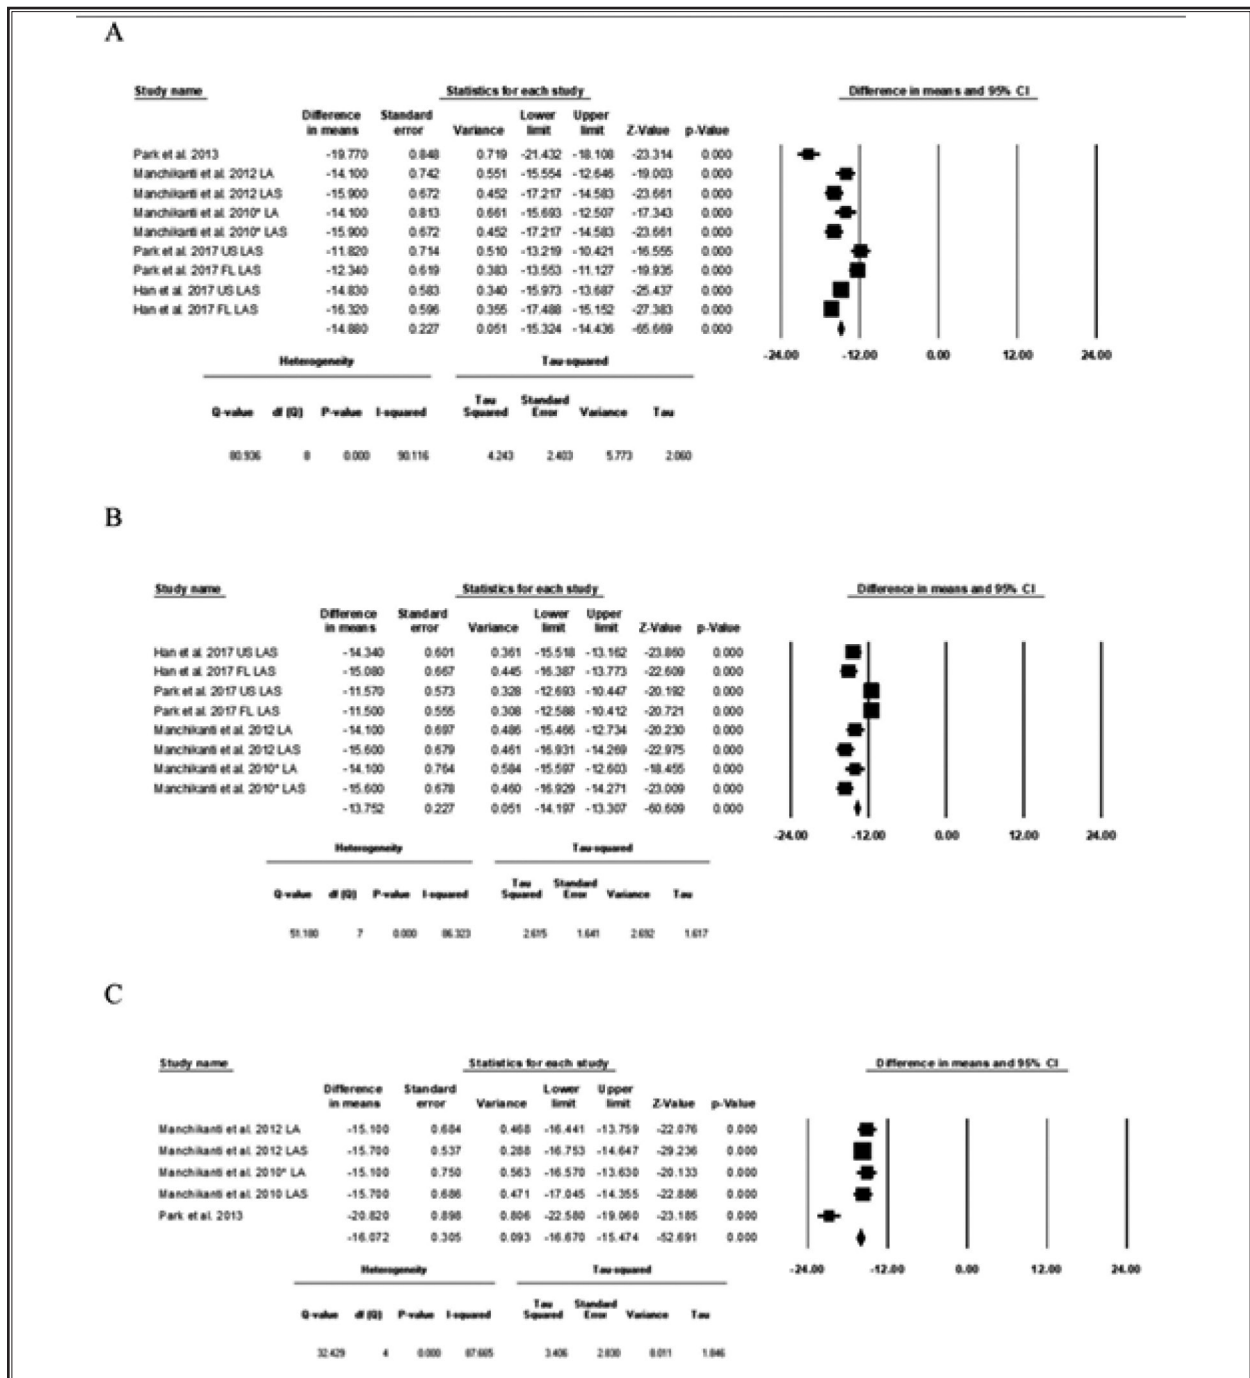 A
Study name Statistics for each study Difference in means and 95% CI
Difference in means Standard error Variance Lower limit Upper limit Z-Value p-Value
Park et al. 2013 -19.770 0.848 0.719 -21.432 -18.108 -23.314 0.000
Manchikanti et al. 2012 LA -14.100 0.742 0.551 -15.554 -12.646 -19.003 0.000
Manchikanti et al. 2012 LAS -15.900 0.672 0.452 -17.217 -14.583 -23.661 0.000
Manchikanti et al. 2010* LA -14.100 0.813 0.661 -15.693 -12.507 -17.343 0.000
Manchikanti et al. 2010* LAS -15.900 0.672 0.452 -17.217 -14.583 -23.661 0.000
Park et al. 2017 US LAS -11.820 0.714 0.510 -13.219 -10.421 -16.555 0.000
Park et al. 2017 FL LAS -12.340 0.619 0.383 -13.553 -11.127 -19.935 0.000
Han et al. 2017 US LAS -14.830 0.583 0.340 -15.973 -13.687 -25.437 0.000
Han et al. 2017 FL LAS -16.320 0.596 0.355 -17.488 -15.152 -27.383 0.000
-14.880 0.227 0.051 -15.324 -14.436 -65.669 0.000
-24.00 -12.00 0.00 12.00 24.00
Heterogeneity Tau-squared
Q-value df (Q) P-value I-squared Tau Squared Standard Error Variance Tau
80.936 8 0.000 90.116 4.243 2.403 5.773 2.060
B
Study name Statistics for each study Difference in means and 95% CI
Difference in means Standard error Variance Lower limit Upper limit Z-Value p-Value
Han et al. 2017 US LAS -14.340 0.601 0.361 -15.518 -13.162 -23.860 0.000
Han et al. 2017 FL LAS -15.080 0.667 0.445 -16.387 -13.773 -22.609 0.000
Park et al. 2017 US LAS -11.570 0.573 0.328 -12.693 -10.447 -20.192 0.000
Park et al. 2017 FL LAS -11.500 0.555 0.308 -12.588 -10.412 -20.721 0.000
Manchikanti et al. 2012 LA -14.100 0.697 0.486 -15.466 -12.734 -20.230 0.000
Manchikanti et al. 2012 LAS -15.600 0.679 0.461 -16.931 -14.269 -22.975 0.000
Manchikanti et al. 2010* LA -14.100 0.764 0.584 -15.597 -12.603 -18.455 0.000
Manchikanti et al. 2010* LAS -15.600 0.678 0.460 -16.929 -14.271 -23.009 0.000
-13.752 0.227 0.051 -14.197 -13.307 -60.609 0.000
-24.00 -12.00 0.00 12.00 24.00
Heterogeneity Tau-squared
Q-value df (Q) P-value I-squared Tau Squared Standard Error Variance Tau
51.180 7 0.000 86.323 2.615 1.641 2.692 1.617
C
Study name Statistics for each study Difference in means and 95% CI
Difference in means Standard error Variance Lower limit Upper limit Z-Value p-Value
Manchikanti et al. 2012 LA -15.100 0.684 0.468 -16.441 -13.759 -22.076 0.000
Manchikanti et al. 2012 LAS -15.700 0.537 0.288 -16.753 -14.647 -29.236 0.000
Manchikanti et al. 2010* LA -15.100 0.750 0.563 -16.570 -13.630 -20.133 0.000
Manchikanti et al. 2010 LAS -15.700 0.686 0.471 -17.045 -14.355 -22.886 0.000
Park et al. 2013 -20.820 0.898 0.806 -22.580 -19.060 -23.185 0.000
-16.072 0.305 0.093 -16.670 -15.474 -52.691 0.000
-24.00 -12.00 0.00 12.00 24.00
Heterogeneity Tau-squared
Q-value df (Q) P-value I-squared Tau Squared Standard Error Variance Tau
32.429 4 0.000 87.665 3.406 2.830 8.011 1.846